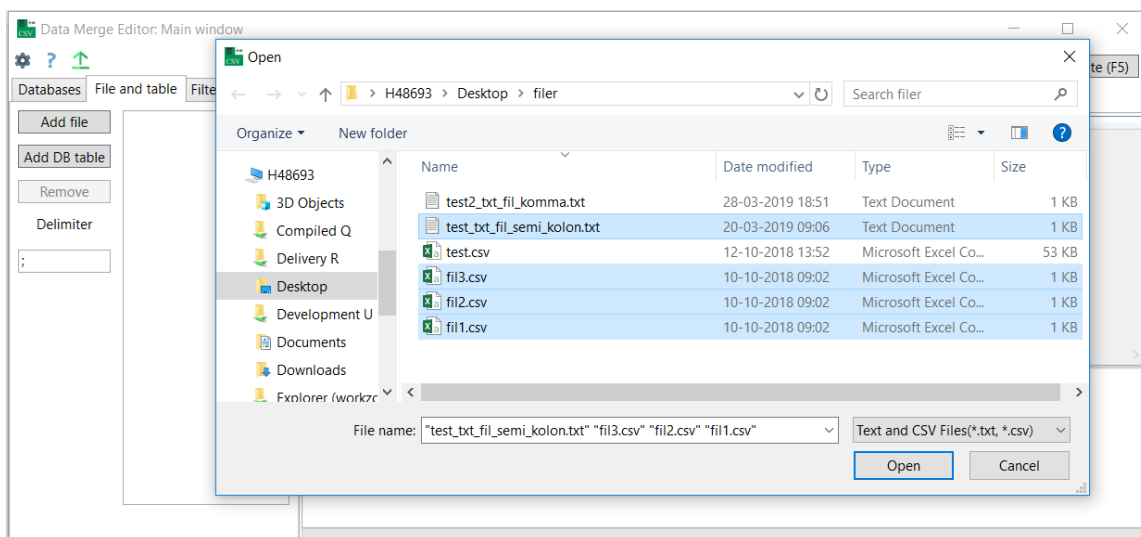 CSV Data Merge Editor: Main window
?
te (F5)
Databases File and table Filte
Add file
Add DB table
Remove
Delimiter
;
CSV Open
H48693 > Desktop > filer
Search filer
Organize New folder
?
Name Date modified Type Size
H48693
3D Objects
Compiled Q
Delivery R
Desktop
Development U
Documents
Downloads
Explorer (workzc
test2_txt_fil_komma.txt 28-03-2019 18:51 Text Document 1 KB
test_txt_fil_semi_kolon.txt 20-03-2019 09:06 Text Document 1 KB
test.csv 12-10-2018 13:52 Microsoft Excel Co... 53 KB
fil3.csv 10-10-2018 09:02 Microsoft Excel Co... 1 KB
fil2.csv 10-10-2018 09:02 Microsoft Excel Co... 1 KB
fil1.csv 10-10-2018 09:02 Microsoft Excel Co... 1 KB
File name: "test_txt_fil_semi_kolon.txt" "fil3.csv" "fil2.csv" "fil1.csv"
Text and CSV Files(*.txt, *.csv)
Open Cancel